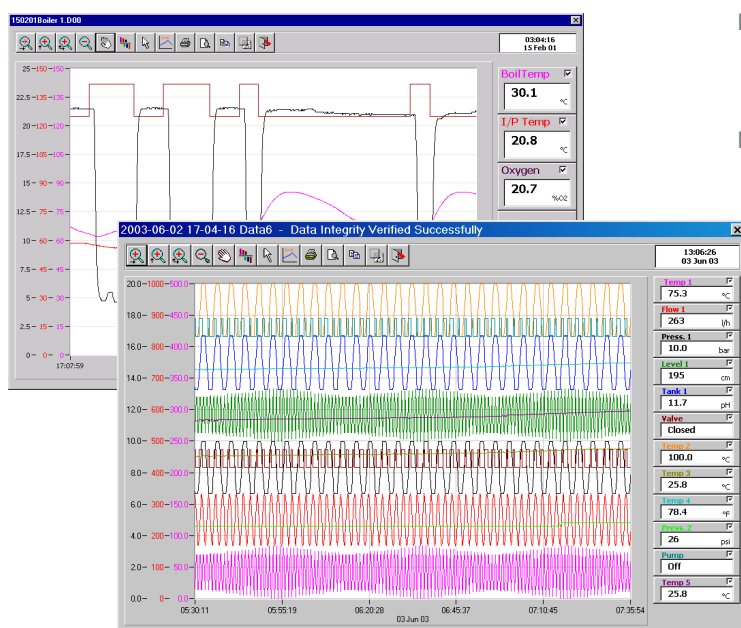 150201Boiler 1.D00
03:04:16
15 Feb 01
25 150 150
22.5 135 135
20 120 120
17.5 105 105
15 90 90
12.5 75 75
10 60 60
7.5 45 45
5 30 30
2.5 15 15
0 0 0
17:07:59
BoilTemp
30.1
°C
I/P Temp
20.8
°C
Oxygen
20.7
%O2
2003-06-02 17-04-16 Data6 - Data Integrity Verified Successfully
13:06:26
03 Jun 03
20.0 1000 500.0
18.0 900 450.0
16.0 800 400.0
14.0 700 350.0
12.0 600 300.0
10.0 500 250.0
8.0 400 200.0
6.0 300 150.0
4.0 200 100.0
2.0 100 50.0
0.0 0 0.0
05:30:11 05:55:19 06:20:28 06:45:37 07:10:45 07:35:54
03 Jun 03
Temp 1
75.3 °C
Flow 1
263 l/h
Press. 1
10.0 bar
Level 1
195 cm
Tank 1
11.7 pH
Valve
Closed
Temp 2
100.0 °C
Temp 3
25.8 °C
Temp 4
78.4 °F
Press. 2
26 psi
Pump
Off
Temp 5
25.8 °C